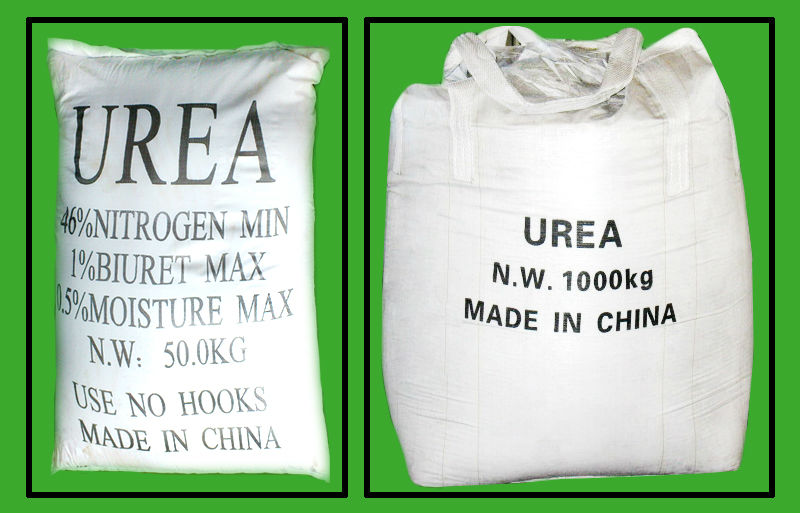 UREA
46%NITROGEN MIN
1%BIURET MAX
0.5%MOISTURE MAX
N.W: 50.0KG
USE NO HOOKS
MADE IN CHINA
UREA
N.W. 1000kg
MADE IN CHINA